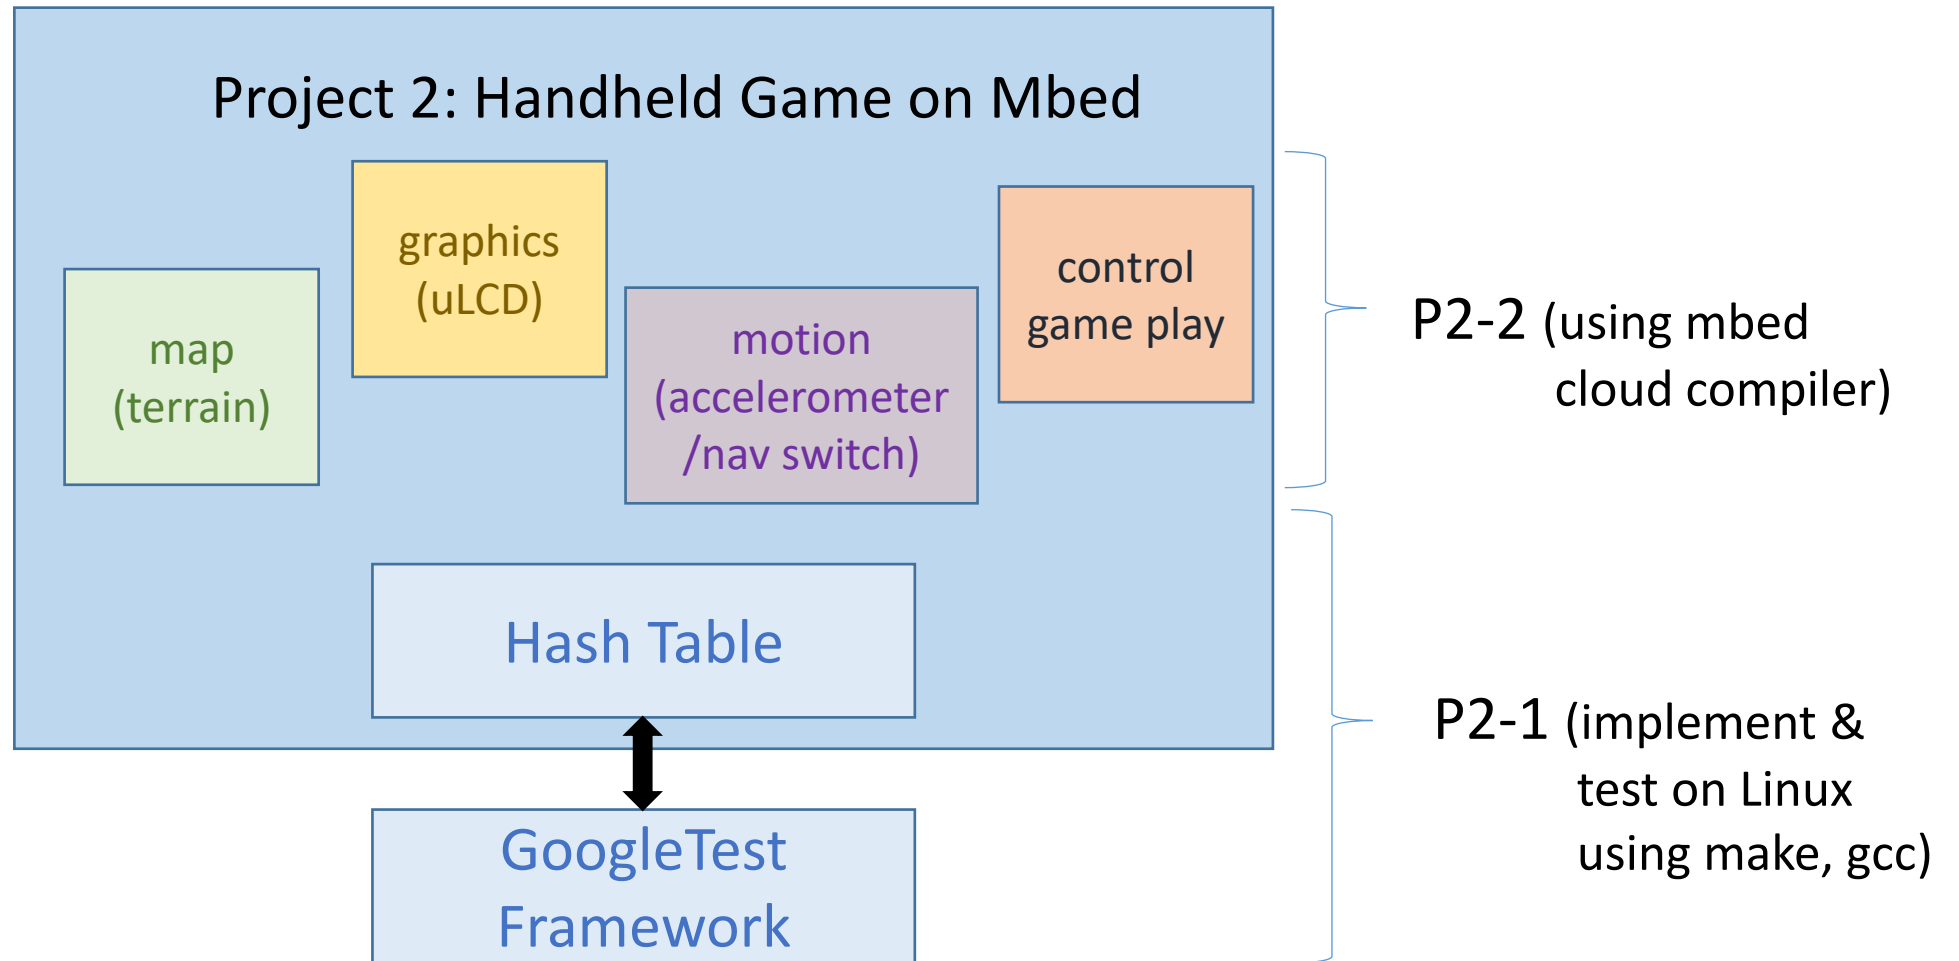 Project 2: Handheld Game on Mbed
map
(terrain)
graphics
(uLCD)
motion
(accelerometer
/nav switch)
control
game play
P2-2 (using mbed
cloud compiler)
Hash Table
GoogleTest
Framework
P2-1 (implement &
test on Linux
using make, gcc)